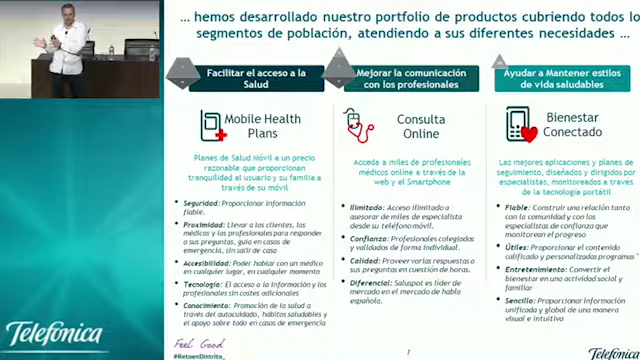 ... hemos desarrollado nuestro portfolio de productos cubriendo todos lo
segmentos de población, atendiendo a sus diferentes necesidades ...
Facilitar el acceso a la
Salud
Mobile Health
Plans
Planes de Salud Móvil a un precio
razonable que proporcionan
tranquilidad al usuario y su familia a
través de su móvil
• Seguridad: Proporcionar información
fiable.
• Proximidad: Llevar a los clientes, los
médicos y las profesionales para responder
a sus preguntas, guía en casos de
emergencia, sin salir de casa
• Accesibilidad: Poder hablar con un médico
en cualquier lugar, en cualquier momento
• Tecnología: El acceso a la información y los
profesionales sin costes adicionales
• Conocimiento: Promoción de la salud a
través del autocuidado, hábitos saludables y
el apoyo sobre todo en casos de emergencia
Mejorar la comunicación
con los profesionales
Consulta
Online
Acceda a miles de profesionales
médicos online a través de la
web y el Smartphone
• Ilimitado: Acceso ilimitado a
asesorar de miles de especialista
desde su teléfono móvil.
• Confianza: Profesionales colegiados
y validados de forma individual.
• Calidad: Provee varias respuestas a
sus preguntas en cuestión de horas.
• Diferencial: Saluspot es líder de
mercado en el mercado de habla
española.
Ayudar a Mantener estilos
de vida saludables
Bienestar
Conectado
Las mejores aplicaciones y planes de
seguimiento, diseñados y dirigidos por
especialistas, monitoreados a través de
la tecnología portátil
• Fiable: Construir una relación tanto
con la comunidad y con los
especialistas de confianza que
monitorean el progreso
• Útiles: Proporcionar el contenido
calificado y personalizadas programas"
• Entretenimiento: Convertir el
bienestar en una actividad social y
familiar
• Sencillo: Proporcionar información
unificada y global de una manera
visual e intuitiva
Telefónica
Feel Good
#RetoenDistrito_
1
Telefónica